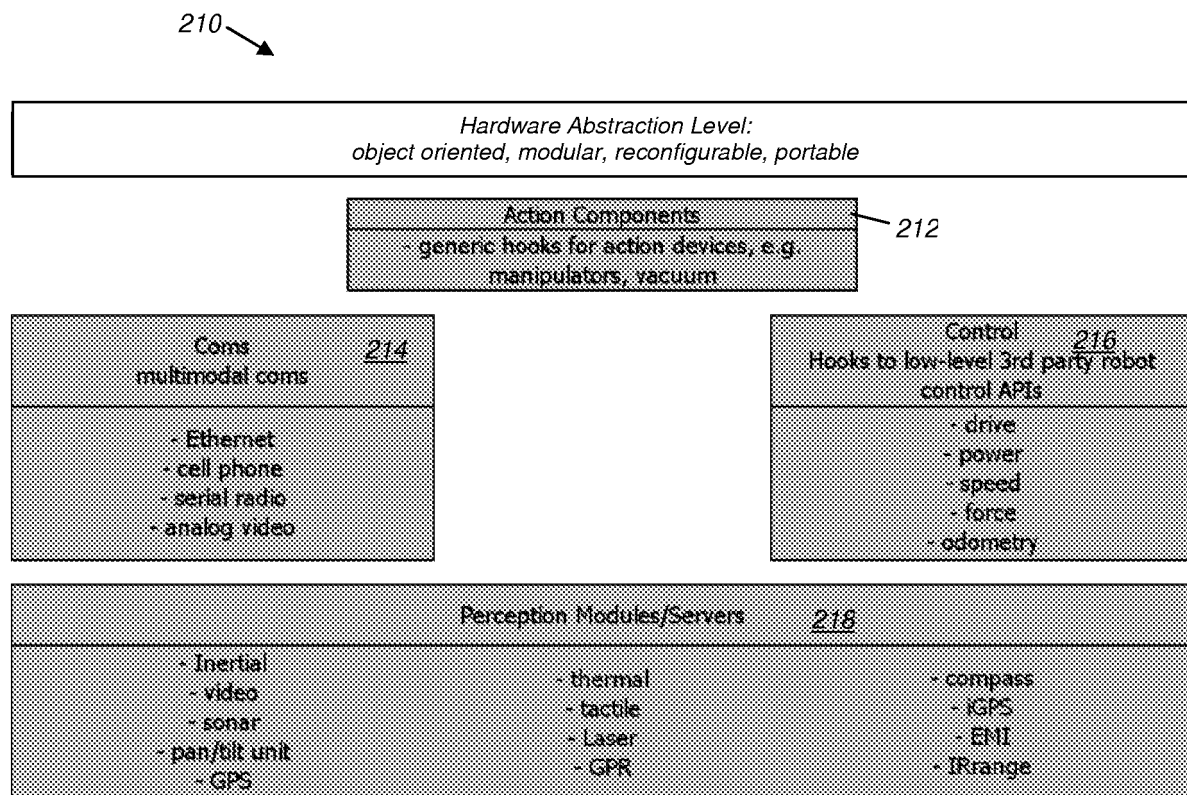 210
Hardware Abstraction Level:
object oriented, modular, reconfigurable, portable
Action Components
212
- generic hooks for action devices, e.g.
manipulators, vacuum
Coms 214
multimodal coms
- Ethernet
- cell phone
- serial radio
- analog video
Control 216
Hooks to low-level 3rd party robot
control APIs
- drive
- power
- speed
- force
- odometry
Perception Modules/Servers 218
- Inertial
- video
- sonar
- pan/tilt unit
- GPS
- thermal
- tactile
- Laser
- GPR
- compass
- iGPS
- EMI
- IRrange